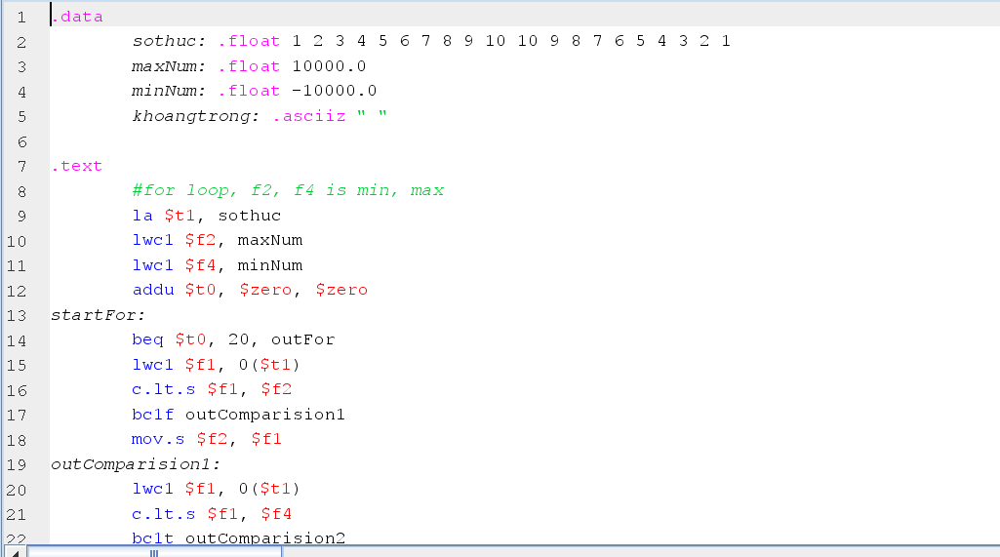 1 .data
2 sothuc: .float 1 2 3 4 5 6 7 8 9 10 10 9 8 7 6 5 4 3 2 1
3 maxNum: .float 10000.0
4 minNum: .float -10000.0
5 khoangtrong: .asciiz " "
6
7 .text
8 #for loop, f2, f4 is min, max
9 la $t1, sothuc
10 lwc1 $f2, maxNum
11 lwc1 $f4, minNum
12 addu $t0, $zero, $zero
13 startFor:
14 beq $t0, 20, outFor
15 lwc1 $f1, 0($t1)
16 c.lt.s $f1, $f2
17 bc1f outComparision1
18 mov.s $f2, $f1
19 outComparision1:
20 lwc1 $f1, 0($t1)
21 c.lt.s $f1, $f4
22 bc1t outComparision2